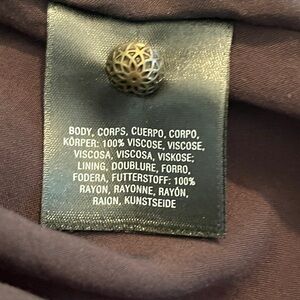 BODY, CORPS, CUERPO, CORPO,
KÖRPER: 100% VISCOSE, VISCOSE,
VISCOSA, VISCOSA, VISKOSE;
LINING, DOUBLURE, FORRO,
FODERA, FUTTERSTOFF: 100%
RAYON, RAYONNE, RAYÓN,
RAION, KUNSTSEIDE